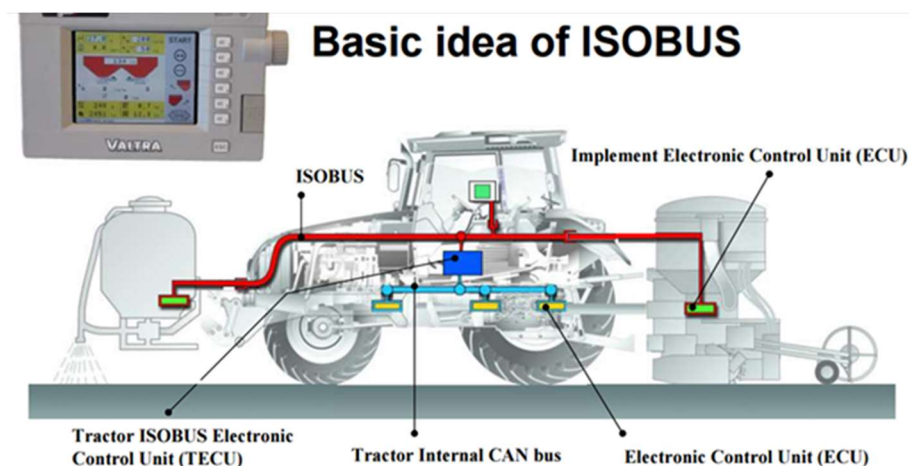 Basic idea of ISOBUS
START
VALTRA
ISOBUS
Implement Electronic Control Unit (ECU)
Tractor ISOBUS Electronic
Control Unit (TECU)
Tractor Internal CAN bus
Electronic Control Unit (ECU)